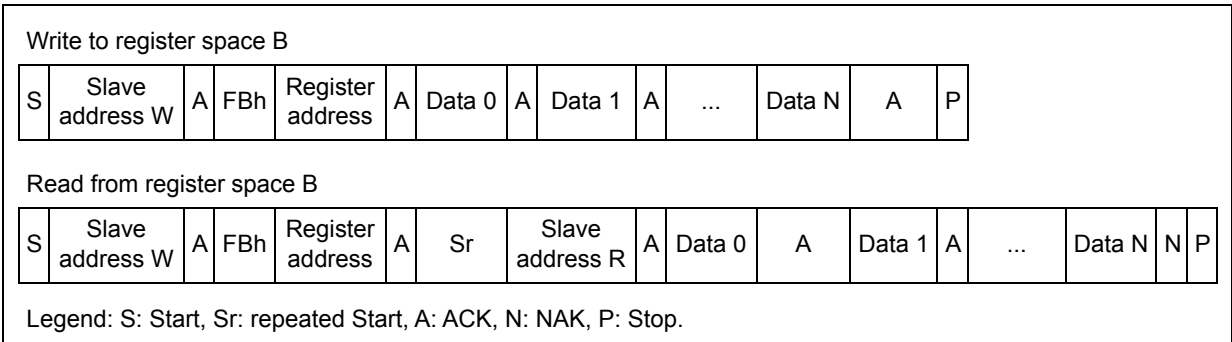 Write to register space B
S Slave address W A FBh Register address A Data 0 A Data 1 A ... Data N A P
Read from register space B
S Slave address W A FBh Register address A Sr Slave address R A Data 0 A Data 1 A ... Data N N P
Legend: S: Start, Sr: repeated Start, A: ACK, N: NAK, P: Stop.